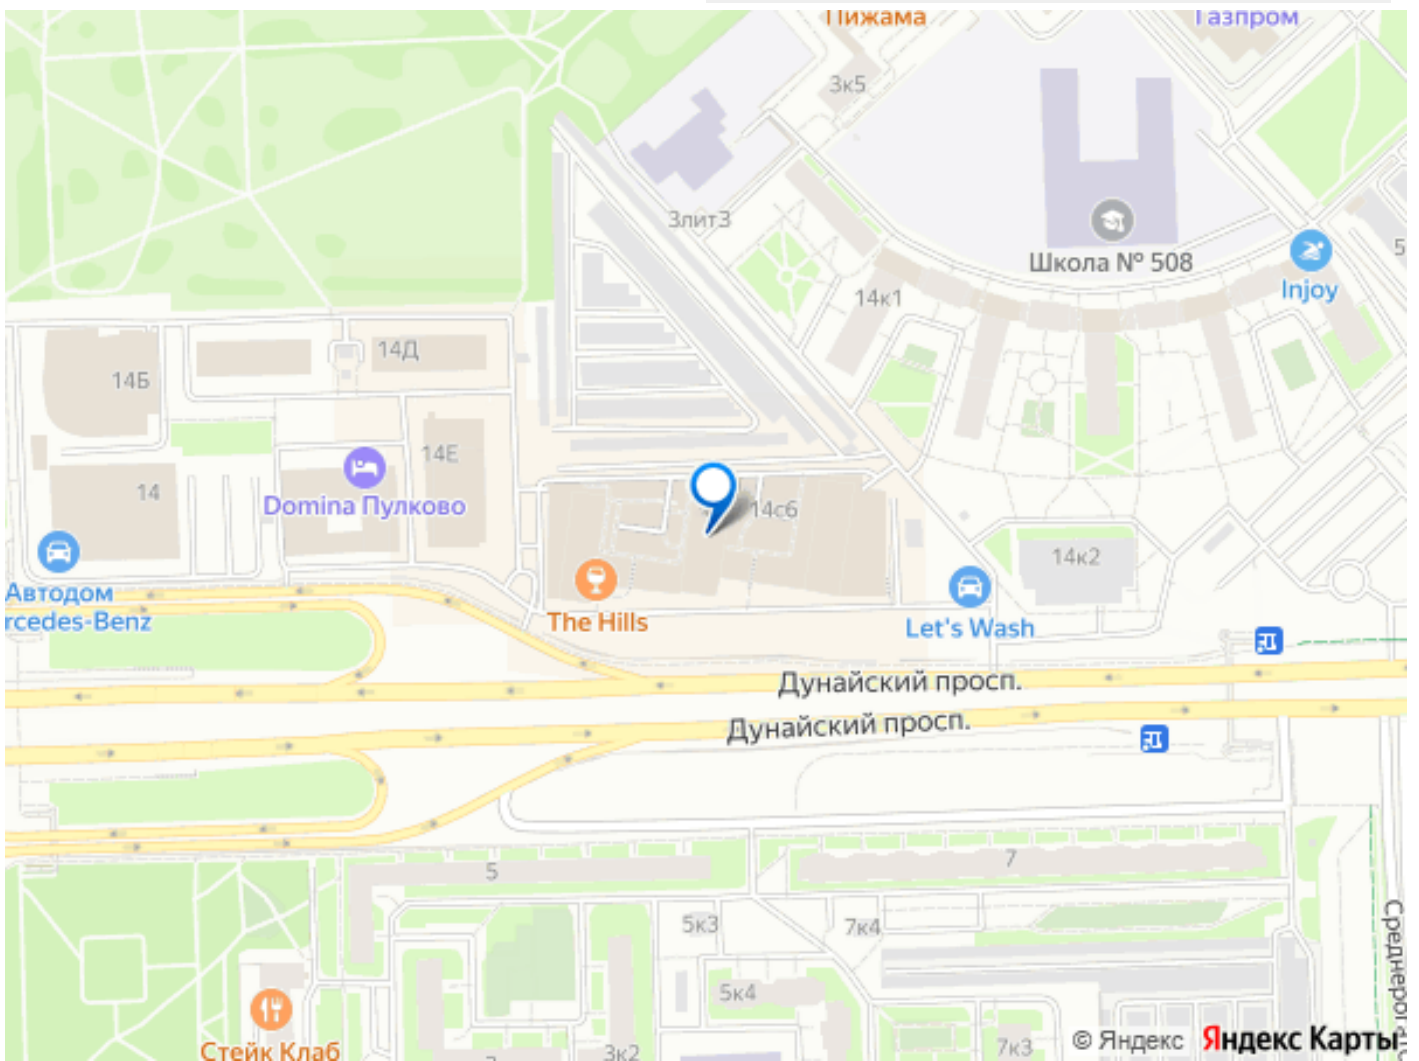 Пижама
Газпром
3к5
3лит3
Школа № 508
Injoy
5
14к1
14Д
14Б
14Е
14
Domina Пулково
14с6
14к2
Автодом
rcedes-Benz
The Hills
Let's Wash
Дунайский просп.
Дунайский просп.
5
7
5к3
7к4
5к4
Стейк Клаб
3к2
7к3
© Яндекс Яндекс Карты